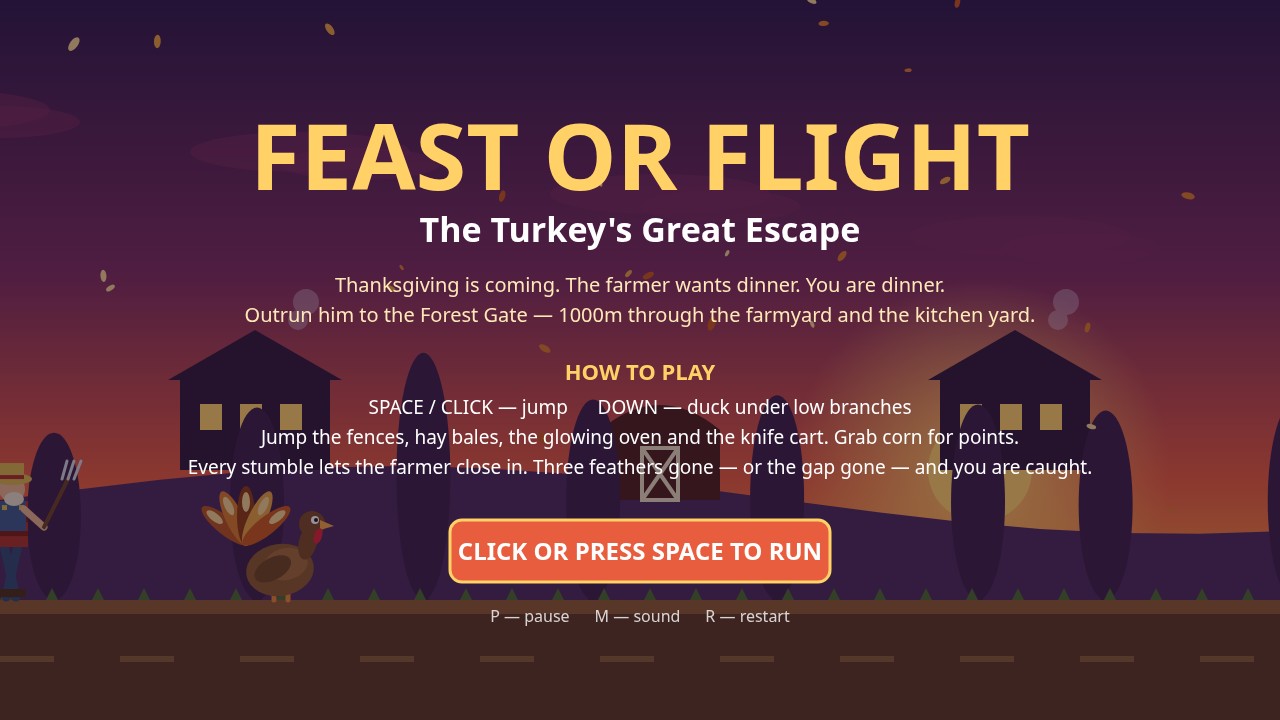 FEAST OR FLIGHT
The Turkey's Great Escape
Thanksgiving is coming. The farmer wants dinner. You are dinner.
Outrun him to the Forest Gate — 1000m through the farmyard and the kitchen yard.
HOW TO PLAY
SPACE / CLICK — jump DOWN — duck under low branches
Jump the fences, hay bales, the glowing oven and the knife cart. Grab corn for points.
Every stumble lets the farmer close in. Three feathers gone — or the gap gone — and you are caught.
CLICK OR PRESS SPACE TO RUN
P — pause M — sound R — restart